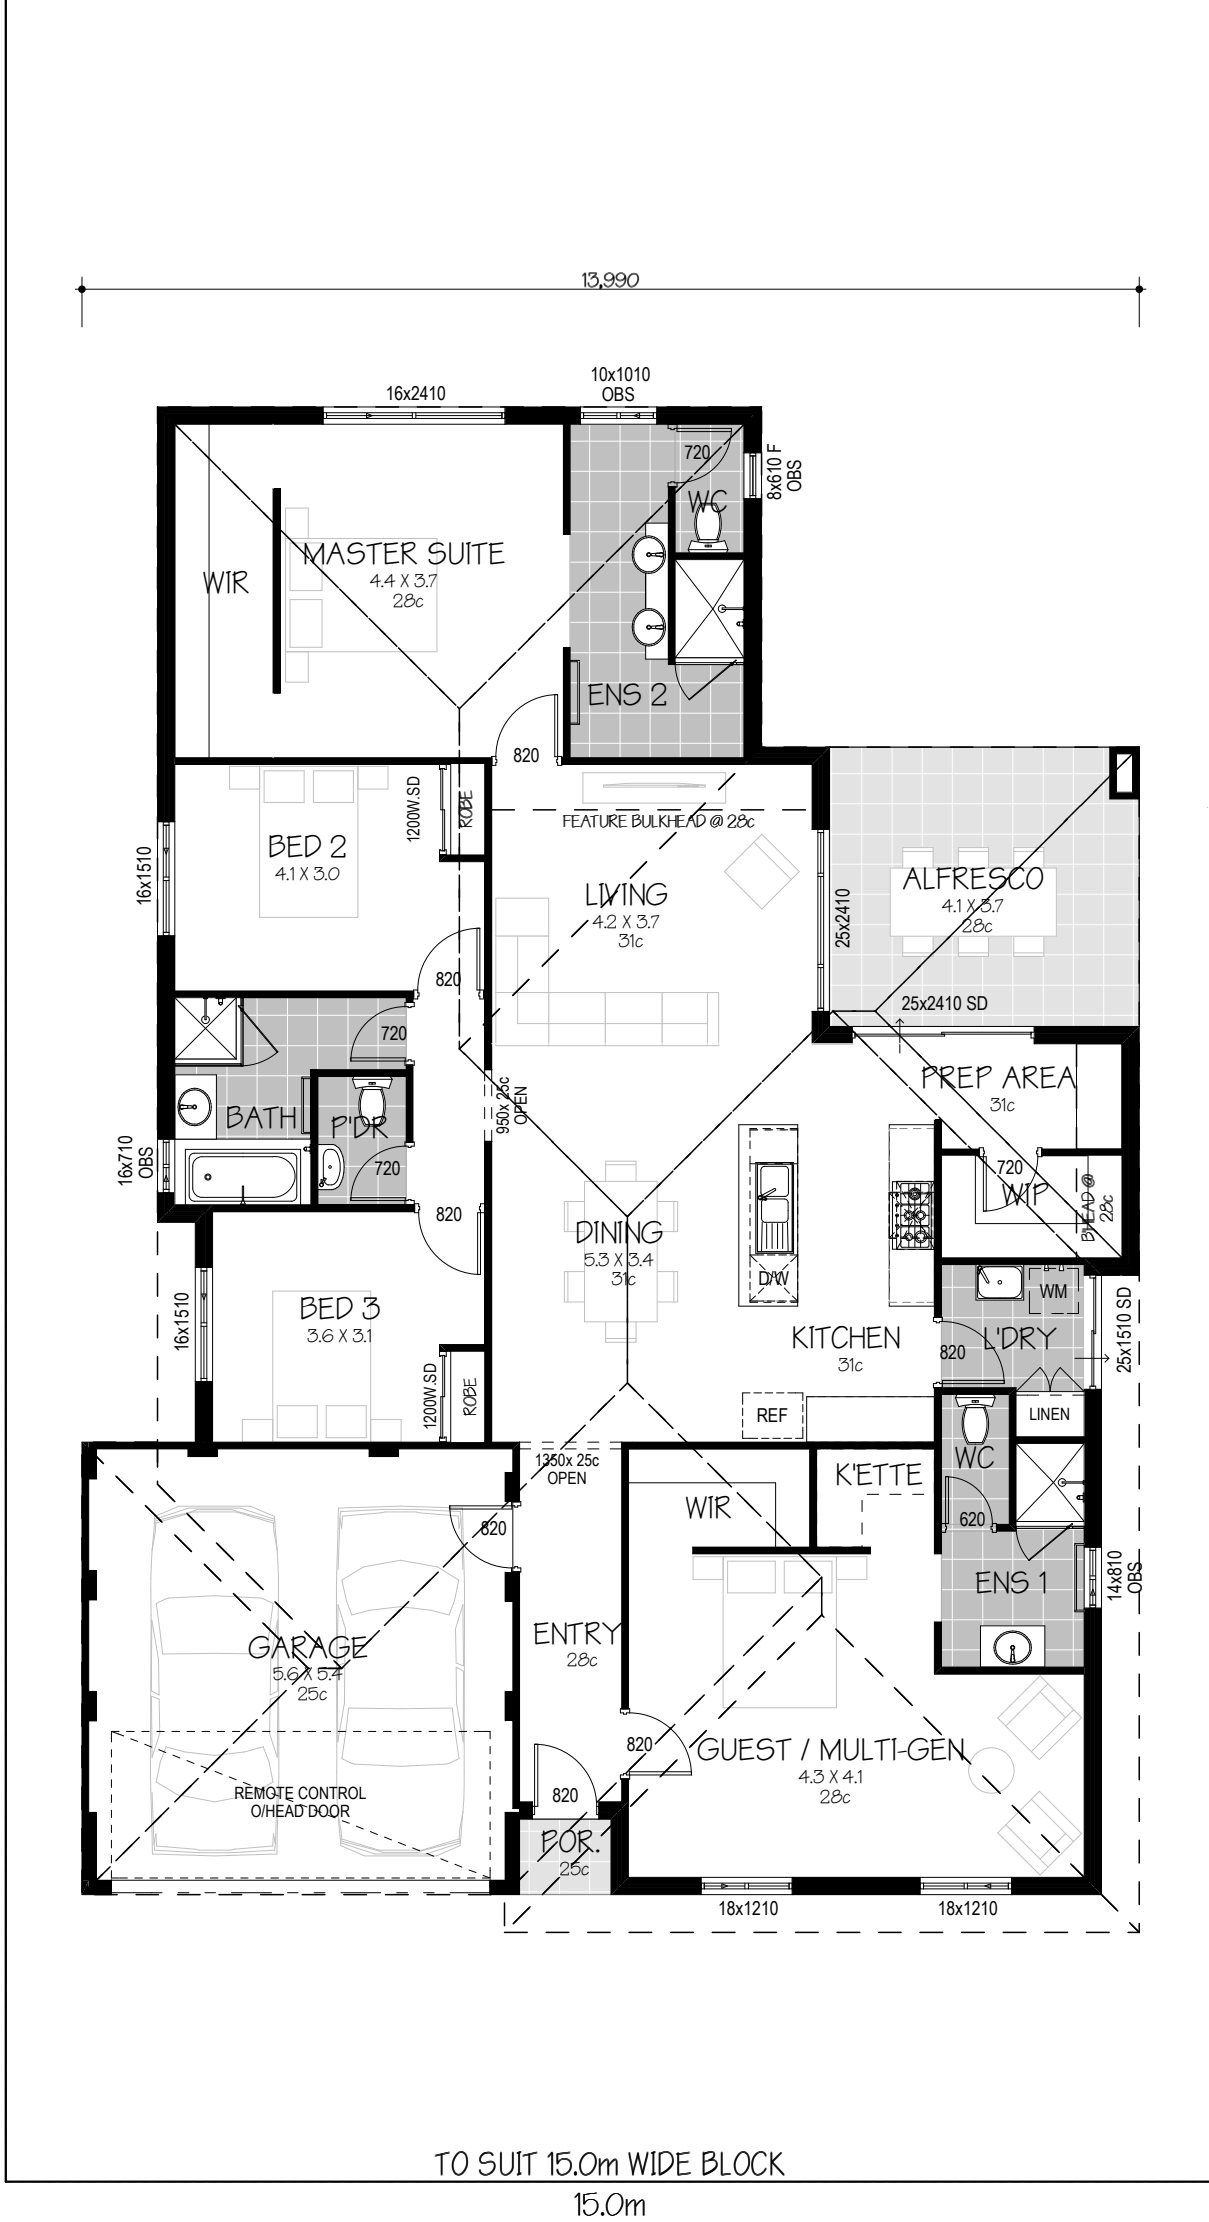 13,990
16x2410
10x1010
OBS
720
8x610 F
OBS
WC
MASTER SUITE
4.4 X 3.7
28c
WIR
ENS 2
820
1200W.SD
ROBE
FEATURE BULKHEAD @ 28c
BED 2
4.1 X 3.0
16x1510
LIVING
4.2 X 3.7
31c
25x2410
ALFRESCO
4.1 X 3.7
28c
820
25x2410 SD
720
PREP AREA
31c
BATH
P'DR
950x 25c
OPEN
16x710
OBS
720
720
WIP
B'HEAD @
28c
820
DINING
5.3 X 3.4
31c
D/W
WM
BED 3
3.6 X 3.1
16x1510
KITCHEN
31c
820
L'DRY
25x1510 SD
1200W.SD
ROBE
REF
LINEN
1350x 25c
OPEN
WC
K'ETTE
WIR
820
620
ENS 1
14x810
OBS
GARAGE
5.6 X 5.4
25c
ENTRY
28c
820
GUEST / MULTI-GEN
4.3 X 4.1
28c
REMOTE CONTROL
O/HEAD DOOR
820
POR.
25c
18x1210
18x1210
TO SUIT 15.0m WIDE BLOCK
15.0m